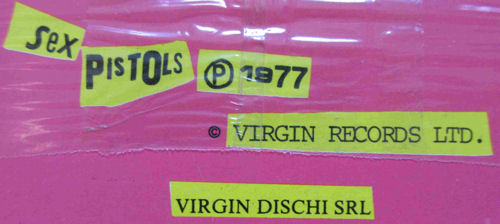 Sex
PISTOLS ℗ 1977
© VIRGIN RECORDS LTD.
VIRGIN DISCHI SRL